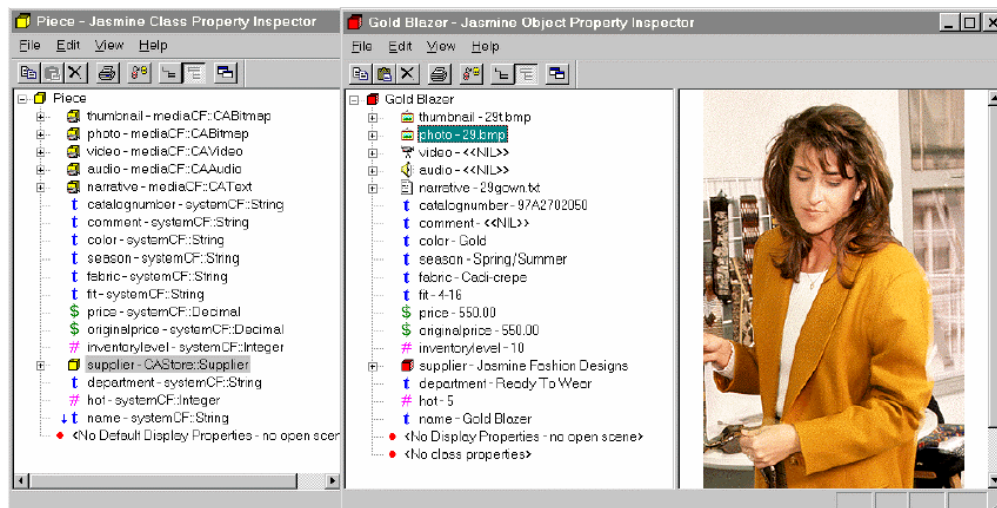 Piece - Jasmine Class Property Inspector
File Edit View Help
Piece
thumbnail - mediaCF::CABitmap
photo - mediaCF::CABitmap
video - mediaCF::CAVideo
audio - mediaCF::CAAudio
narrative - mediaCF::CAText
catalognumber - systemCF::String
comment - systemCF::String
color - systemCF::String
season - systemCF::String
fabric - systemCF::String
fit - systemCF::String
price - systemCF::Decimal
originalprice - systemCF::Decimal
inventorylevel - systemCF::Integer
supplier - CAStore::Supplier
department - systemCF::String
hot - systemCF::Integer
name - systemCF::String
<No Default Display Properties - no open scen
Gold Blazer - Jasmine Object Property Inspector
File Edit View Help
Gold Blazer
thumbnail - 29t.bmp
photo - 29.bmp
video - <<NIL>>
audio - <<NIL>>
narrative - 29gown.txt
catalognumber - 97A2702050
comment - <<NIL>>
color - Gold
season - Spring/Summer
fabric - Cadi-crepe
fit - 4-16
price - 550.00
originalprice - 550.00
inventorylevel - 10
supplier - Jasmine Fashion Designs
department - Ready To Wear
hot - 5
name - Gold Blazer
<No Display Properties - no open scene>
<No class properties>